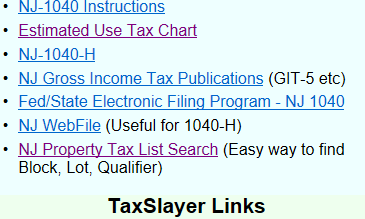 • NJ-1040 Instructions
• Estimated Use Tax Chart
• NJ-1040-H
• NJ Gross Income Tax Publications (GIT-5 etc)
• Fed/State Electronic Filing Program - NJ 1040
• NJ WebFile (Useful for 1040-H)
• NJ Property Tax List Search (Easy way to find
Block, Lot, Qualifier)
TaxSlayer Links